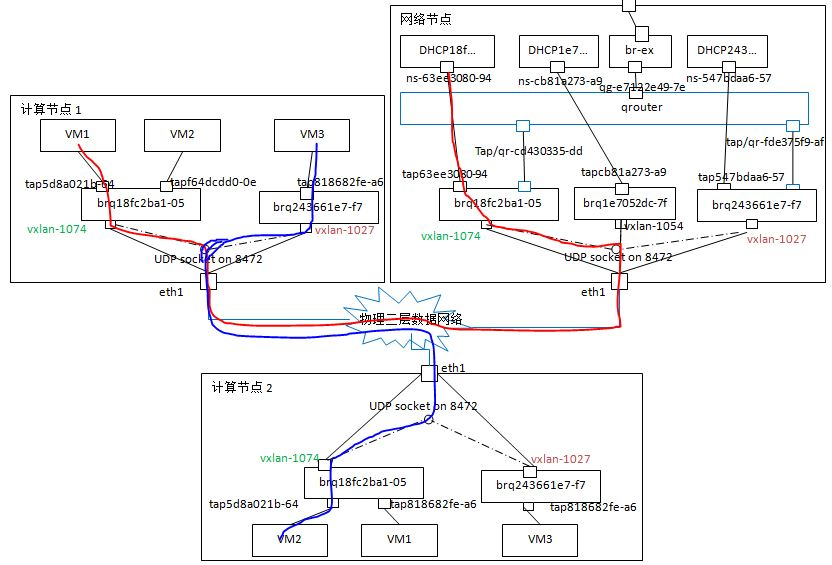 网络节点
DHCP18f...
DHCP1e7...
br-ex
DHCP243...
ns-63ee3080-94
ns-cb81a273-a9
qg-e7122e49-7e
ns-547bdaa6-57
qrouter
Tap/qr-cd430335-dd
tap/qr-fde375f9-af
tap63ee3080-94
tapcb81a273-a9
tap547bdaa6-57
brq18fc2ba1-05
brq1e7052dc-7f
brq243661e7-f7
vxlan-1074
vxlan-1054
vxlan-1027
UDP socket on 8472
eth1
计算节点 1
VM1
VM2
VM3
tap5d8a021b-64
tapf64dcdd0-0e
tap818682fe-a6
brq18fc2ba1-05
brq243661e7-f7
vxlan-1074
vxlan-1027
UDP socket on 8472
eth1
物理三层数据网络
计算节点 2
eth1
UDP socket on 8472
vxlan-1074
vxlan-1027
brq18fc2ba1-05
brq243661e7-f7
tap5d8a021b-64
tap818682fe-a6
tap818682fe-a6
VM2
VM1
VM3